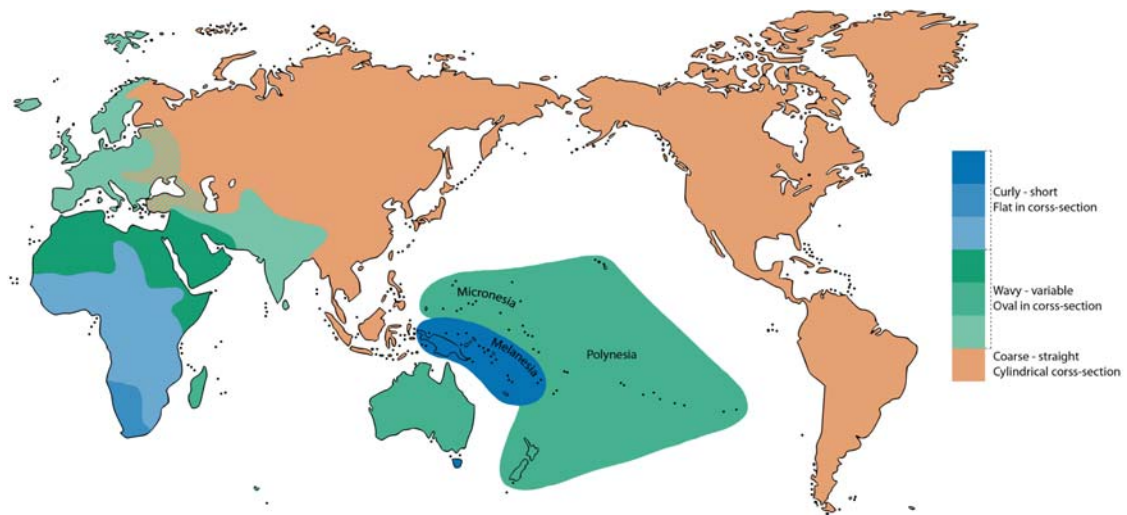 Micronesia
Melanesia
Polynesia
Curly - short
Flat in corss-section
Wavy - variable
Oval in corss-section
Coarse - straight
Cylindrical corss-section